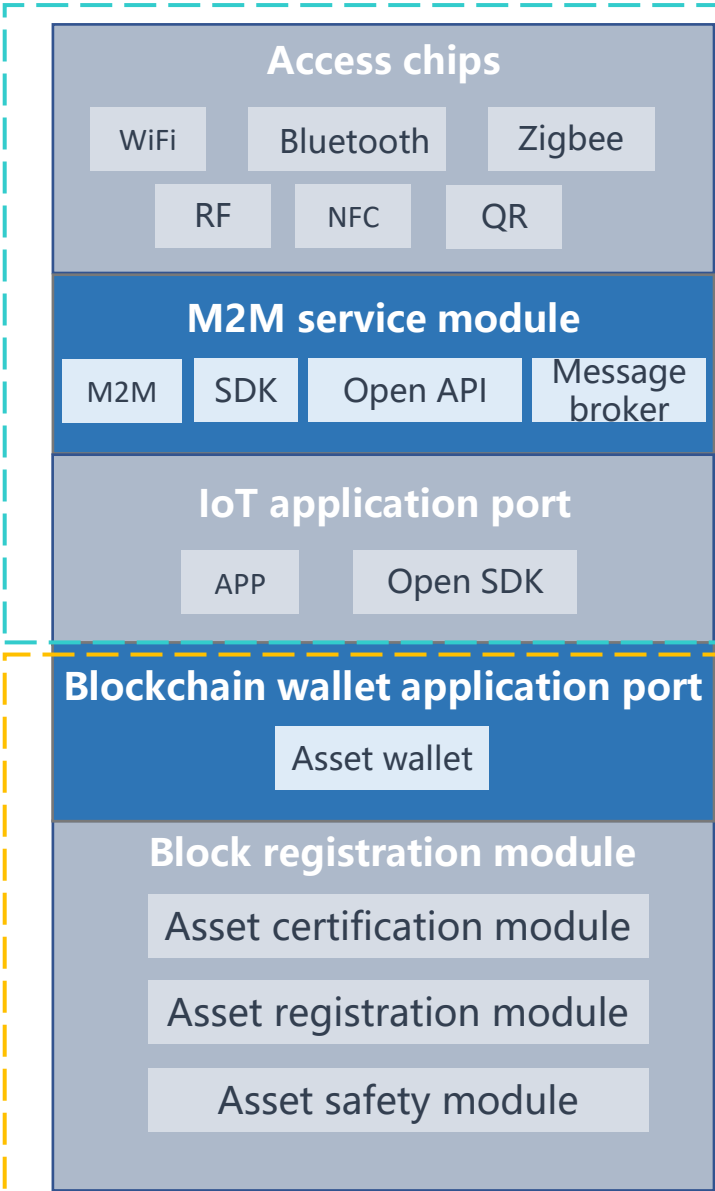 Access chips
WiFi
Bluetooth
Zigbee
RF
NFC
QR
M2M service module
M2M
SDK
Open API
Message
broker
IoT application port
APP
Open SDK
Blockchain wallet application port
Asset wallet
Block registration module
Asset certification module
Asset registration module
Asset safety module